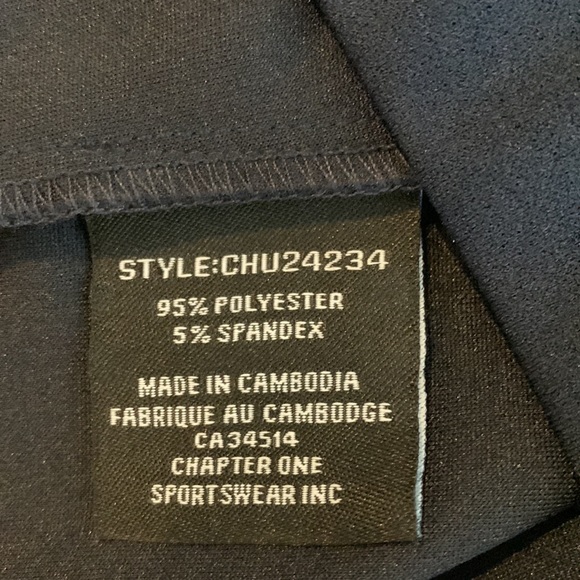 STYLE:CHU24234
95% POLYESTER
5% SPANDEX
MADE IN CAMBODIA
FABRIQUE AU CAMBODGE
CA34514
CHAPTER ONE
SPORTSWEAR INC